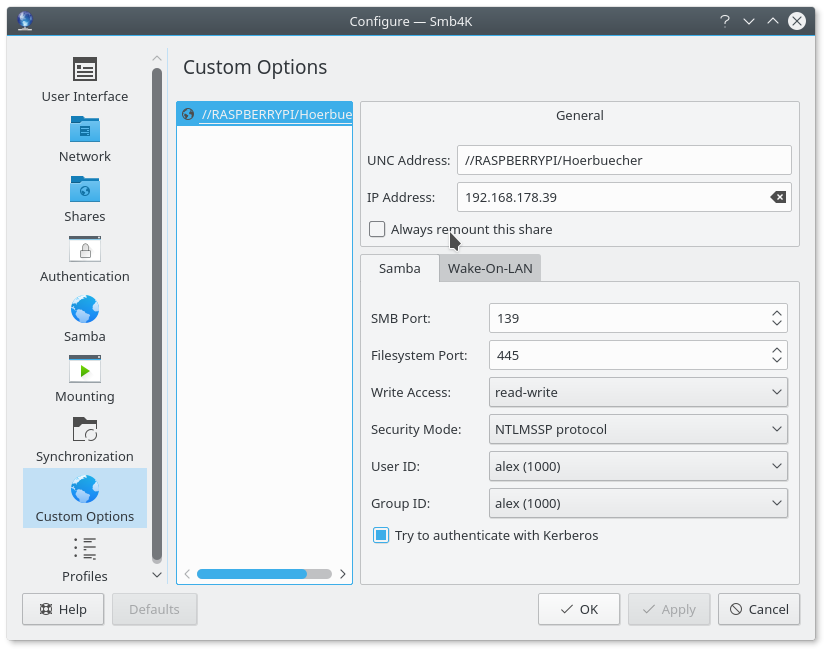 Configure — Smb4K
User Interface
Network
Shares
Authentication
Samba
Mounting
Synchronization
Custom Options
Profiles
Custom Options
//RASPBERRYPI/Hoerbue
General
UNC Address: //RASPBERRYPI/Hoerbuecher
IP Address: 192.168.178.39
Always remount this share
Samba Wake-On-LAN
SMB Port: 139
Filesystem Port: 445
Write Access: read-write
Security Mode: NTLMSSP protocol
User ID: alex (1000)
Group ID: alex (1000)
Try to authenticate with Kerberos
Help Defaults OK Apply Cancel